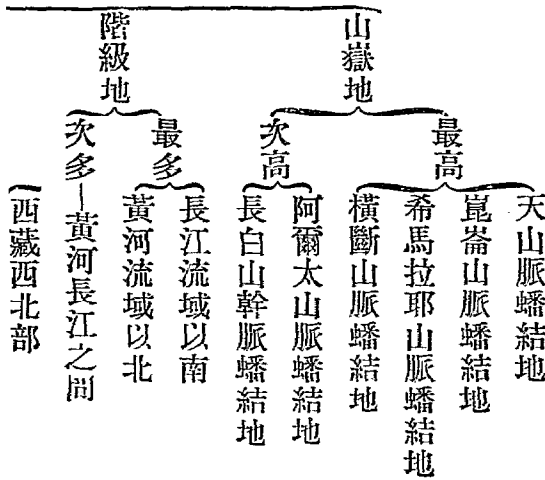 山嶽地
最高
天山脈蟠結地
崑崙山脈蟠結地
希馬拉耶山脈蟠結地
橫斷山脈蟠結地
次高
阿爾太山脈蟠結地
長白山幹脈蟠結地
階級地
最多
長江流域以南
黃河流域以北
次多—黃河長江之間
西藏西北部